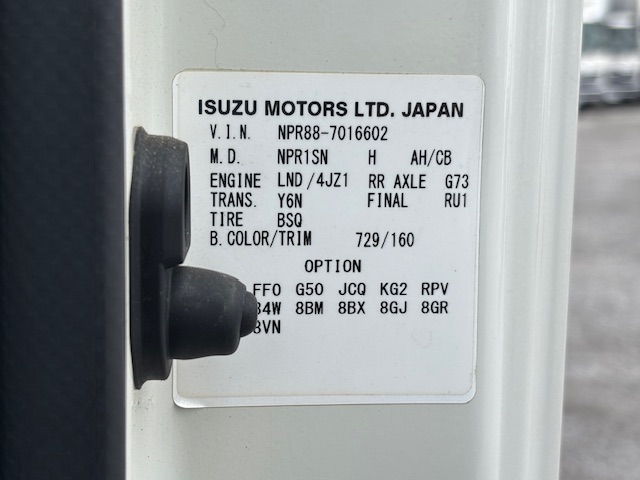 ISUZU MOTORS LTD. JAPAN
V.I.N. NPR88-7016602
M.D. NPR1SN H AH/CB
ENGINE LND/4JZ1 RR AXLE G73
TRANS. Y6N FINAL RU1
TIRE BSQ
B.COLOR/TRIM 729/160
OPTION
FFO G50 JCQ KG2 RPV
8BM 8BX 8GJ 8GR